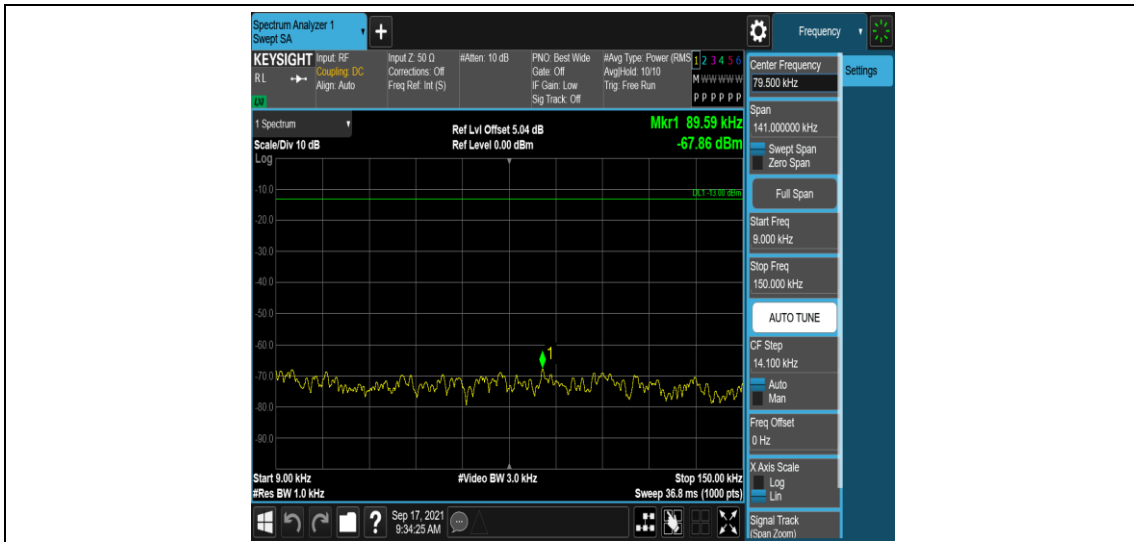 Spectrum Analyzer 1
Swept SA
+
Frequency
KEYSIGHT
RL
LXI
Input: RF
Coupling: DC
Align: Auto
Input Z: 50 Ω
Corrections: Off
Freq Ref: Int (S)
#Atten: 10 dB
PNO: Best Wide
Gate: Off
IF Gain: Low
Sig Track: Off
#Avg Type: Power (RMS
Avg|Hold: 10/10
Trig: Free Run
1 2 3 4 5 6
M W W W W W
P P P P P P
1 Spectrum
Scale/Div 10 dB
Log
Ref Lvl Offset 5.04 dB
Ref Level 0.00 dBm
Mkr1 89.59 kHz
-67.86 dBm
DL1 -13.00 dBm
-10.0
-20.0
-30.0
-40.0
-50.0
-60.0
-70.0
-80.0
-90.0
1
Start 9.00 kHz
#Res BW 1.0 kHz
#Video BW 3.0 kHz
Stop 150.00 kHz
Sweep 36.8 ms (1000 pts)
Center Frequency
79.500 kHz
Settings
Span
141.000000 kHz
Swept Span
Zero Span
Full Span
Start Freq
9.000 kHz
Stop Freq
150.000 kHz
AUTO TUNE
CF Step
14.100 kHz
Auto
Man
Freq Offset
0 Hz
X Axis Scale
Log
Lin
Signal Track
(Span Zoom)
?
Sep 17, 2021
9:34:25 AM